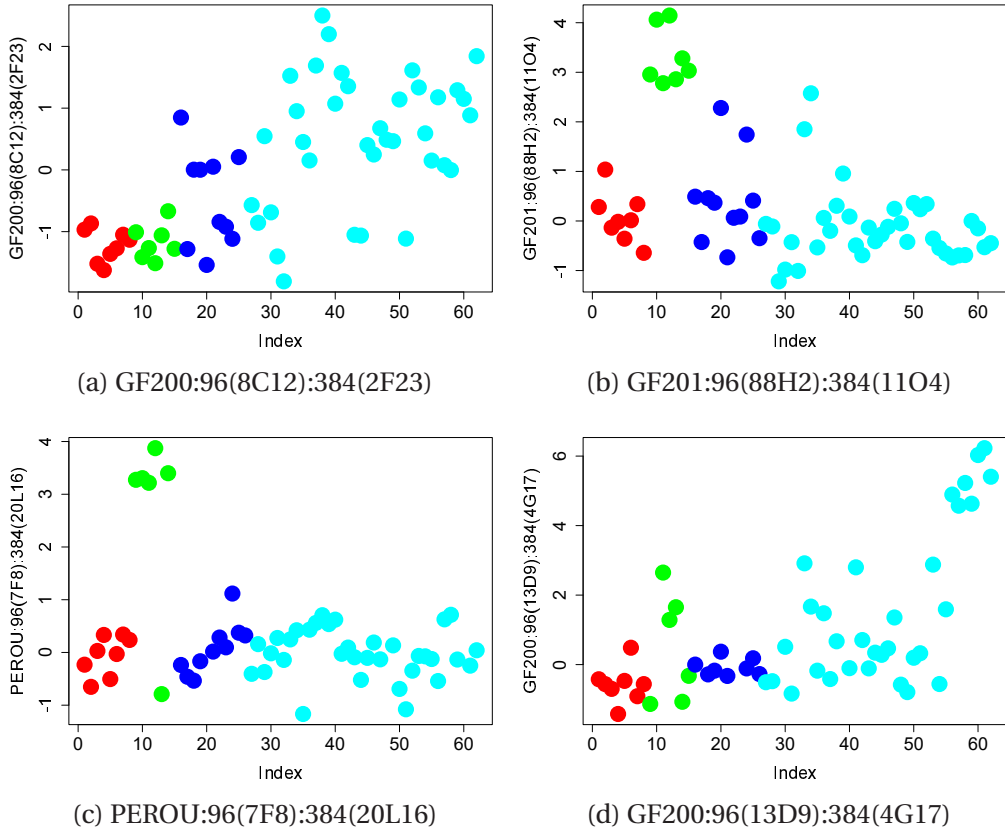 GF200:96(8C12):384(2F23)
2
1
0
-1
0 10 20 30 40 50 60
Index
(a) GF200:96(8C12):384(2F23)
GF201:96(88H2):384(11O4)
4
3
2
1
0
-1
0 10 20 30 40 50 60
Index
(b) GF201:96(88H2):384(11O4)
PEROU:96(7F8):384(20L16)
4
3
2
1
0
-1
0 10 20 30 40 50 60
Index
(c) PEROU:96(7F8):384(20L16)
GF200:96(13D9):384(4G17)
6
4
2
0
0 10 20 30 40 50 60
Index
(d) GF200:96(13D9):384(4G17)